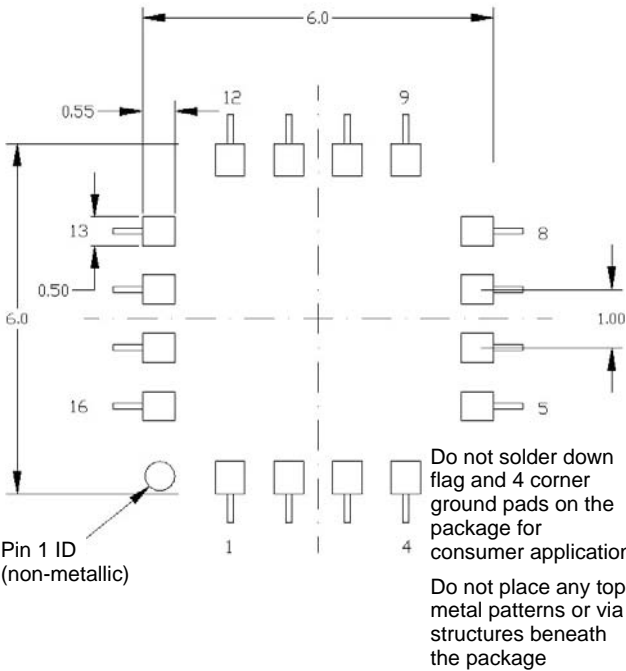 6.0
0.55
12
9
13
8
0.50
6.0
1.00
16
5
Do not solder down
flag and 4 corner
ground pads on the
package for
consumer application
Pin 1 ID
(non-metallic)
1
4
Do not place any top
metal patterns or via
structures beneath
the package